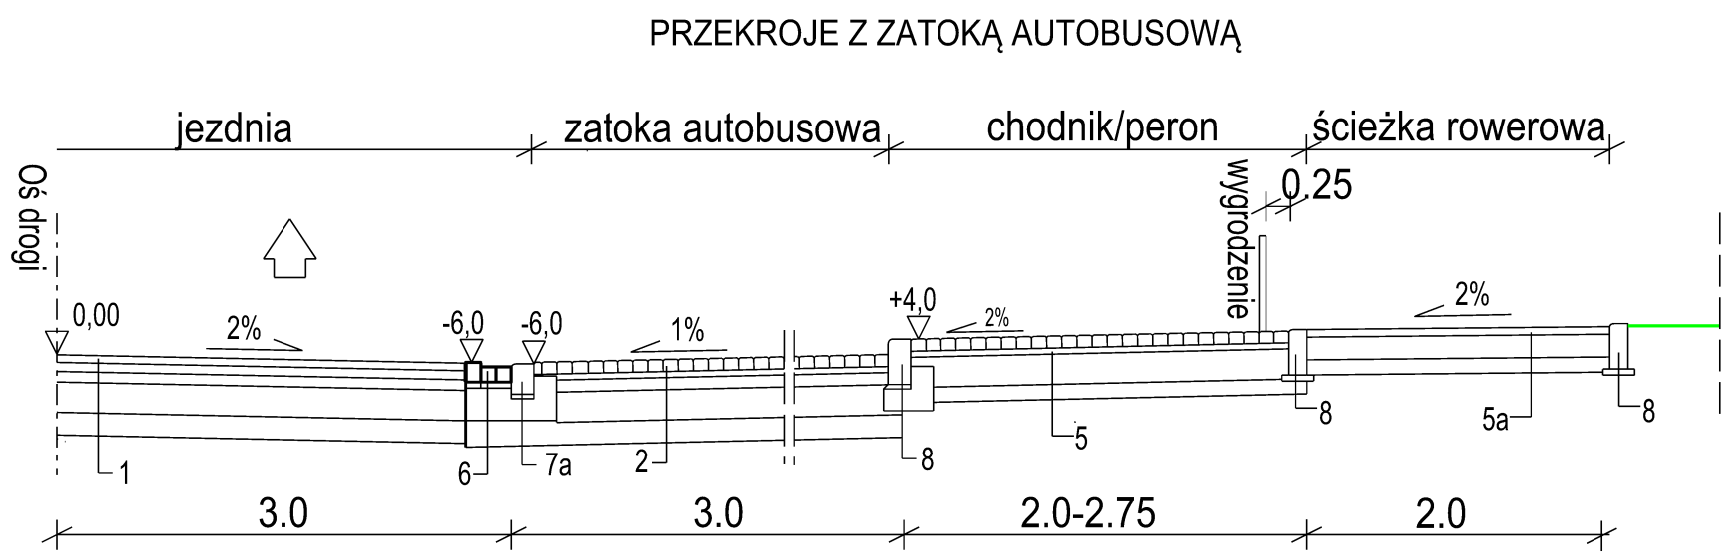 PRZEKROJE Z ZATOKĄ AUTOBUSOWĄ
jezdnia
zatoka autobusowa
chodnik/peron
ścieżka rowerowa
Oś drogi
wygrodzenie
0.25
0,00
2%
-6,0
-6,0
1%
+4,0
2%
2%
1
6
7a
2
8
5
8
5a
8
3.0
3.0
2.0-2.75
2.0